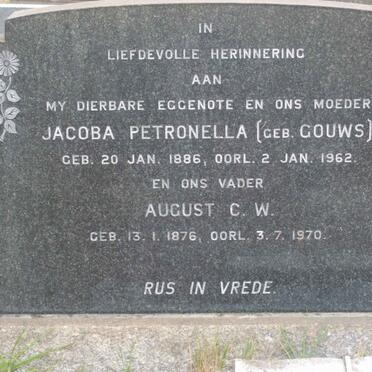 IN
LIEFDEVOLLE HERINNERING
AAN
MY DIERBARE EGGENOTE EN ONS MOEDER
JACOBA PETRONELLA (GEB. GOUWS)
GEB. 20 JAN. 1886, OORL. 2 JAN. 1962.
EN ONS VADER
AUGUST C. W.
GEB. 13. 1. 1876, OORL. 3. 7. 1970.
RUS IN VREDE.